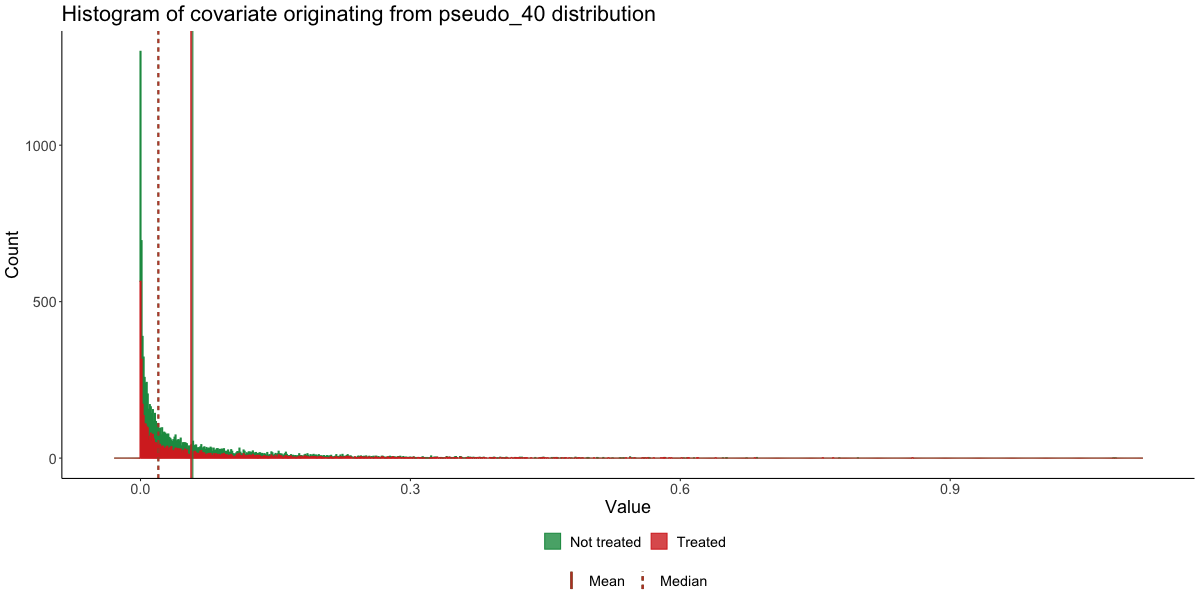 Histogram of covariate originating from pseudo_40 distribution
Count
1000
500
0
0.0 0.3 0.6 0.9
Value
Not treated Treated
Mean Median